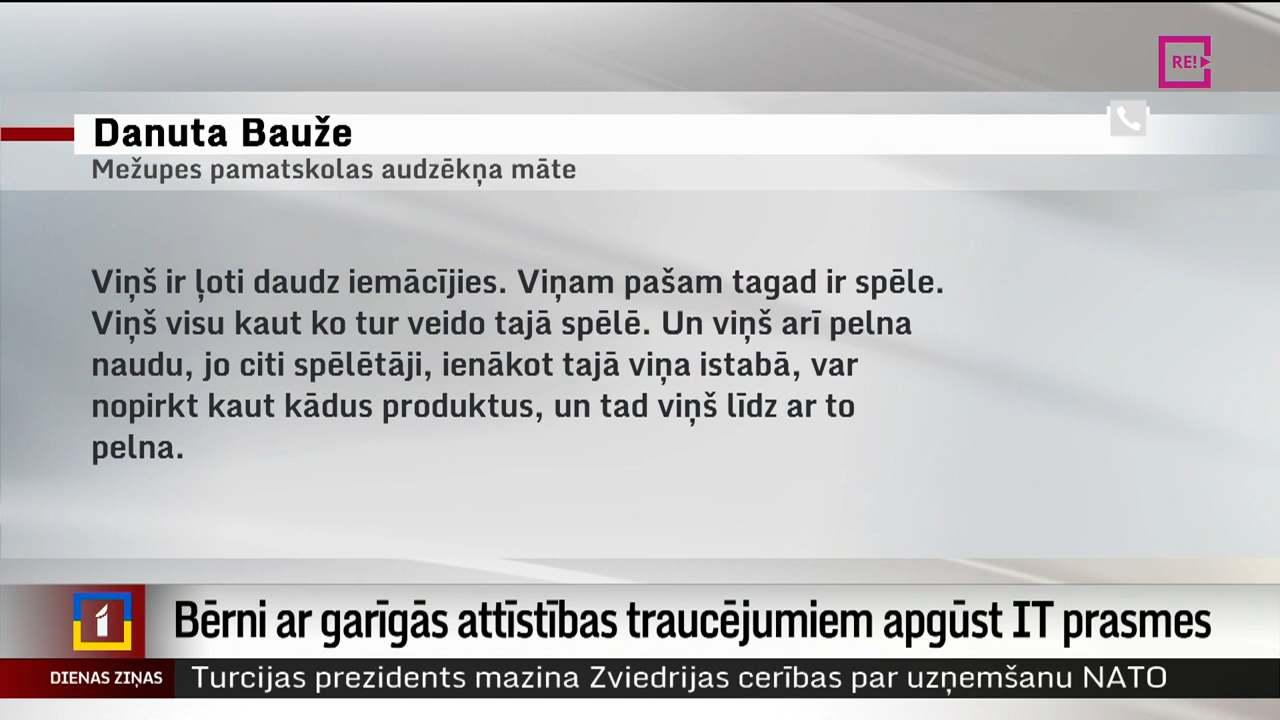 RE!
Danuta Bauže
Mežupes pamatskolas audzēkņa māte
Viņš ir ļoti daudz iemācījies. Viņam pašam tagad ir spēle.
Viņš visu kaut ko tur veido tajā spēlē. Un viņš arī pelna
naudu, jo citi spēlētāji, ienākot tajā viņa istabā, var
nopirkt kaut kādus produktus, un tad viņš līdz ar to
pelna.
1
Bērni ar garīgās attīstības traucējumiem apgūst IT prasmes
DIENAS ZIŅAS
Turcijas prezidents mazina Zviedrijas cerības par uzņemšanu NATO